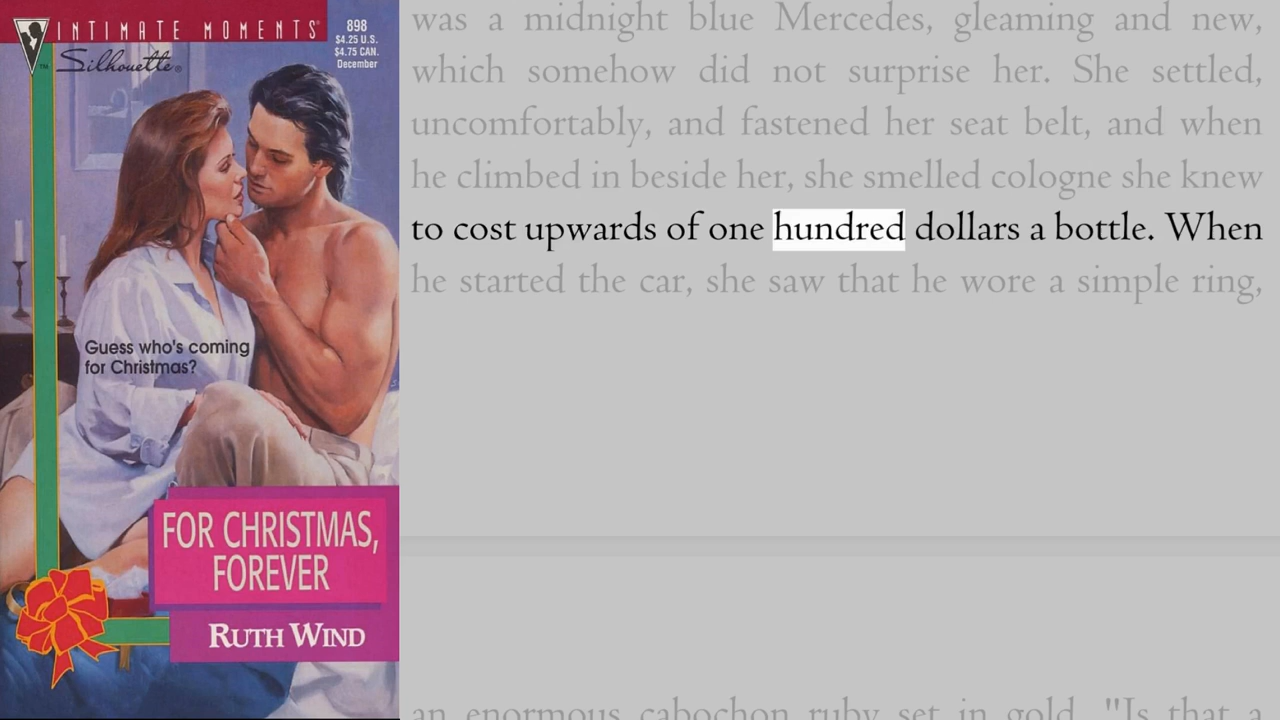 INTIMATE MOMENTS®
Silhouette®
TM
898
$4.25 U.S.
$4.75 CAN.
December
Guess who's coming
for Christmas?
FOR CHRISTMAS,
FOREVER
RUTH WIND
was a midnight blue Mercedes, gleaming and new,
which somehow did not surprise her. She settled,
uncomfortably, and fastened her seat belt, and when
he climbed in beside her, she smelled cologne she knew
to cost upwards of one hundred dollars a bottle. When
he started the car, she saw that he wore a simple ring,
an enormous cabochon ruby set in gold. "Is that a